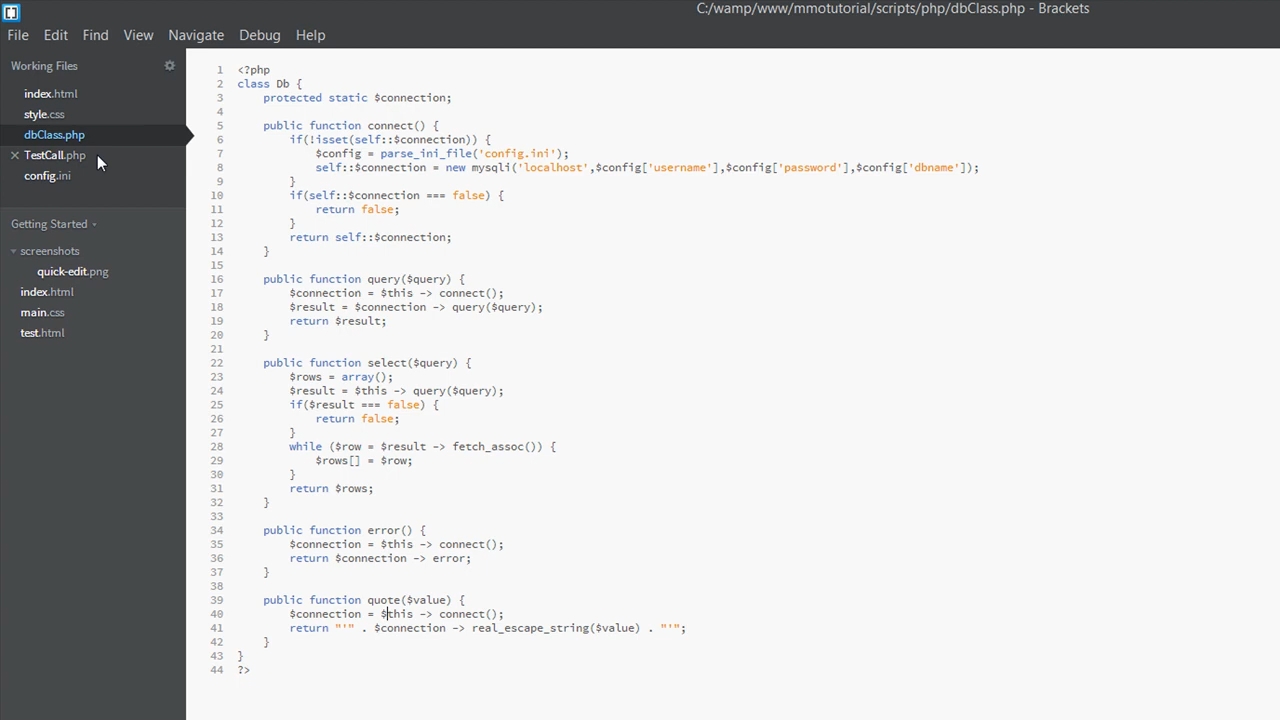 C:/wamp/www/mmotutorial/scripts/php/dbClass.php - Brackets
File Edit Find View Navigate Debug Help
Working Files
index.html
style.css
dbClass.php
TestCall.php
config.ini
Getting Started
screenshots
quick-edit.png
index.html
main.css
test.html
1 <?php
2 class Db {
3 protected static $connection;
4
5 public function connect() {
6 if(!isset(self::$connection)) {
7 $config = parse_ini_file('config.ini');
8 self::$connection = new mysqli('localhost',$config['username'],$config['password'],$config['dbname']);
9 }
10 if(self::$connection === false) {
11 return false;
12 }
13 return self::$connection;
14 }
15
16 public function query($query) {
17 $connection = $this -> connect();
18 $result = $connection -> query($query);
19 return $result;
20 }
21
22 public function select($query) {
23 $rows = array();
24 $result = $this -> query($query);
25 if($result === false) {
26 return false;
27 }
28 while ($row = $result -> fetch_assoc()) {
29 $rows[] = $row;
30 }
31 return $rows;
32 }
33
34 public function error() {
35 $connection = $this -> connect();
36 return $connection -> error;
37 }
38
39 public function quote($value) {
40 $connection = $this -> connect();
41 return "'" . $connection -> real_escape_string($value) . "'";
42 }
43 }
44 ?>